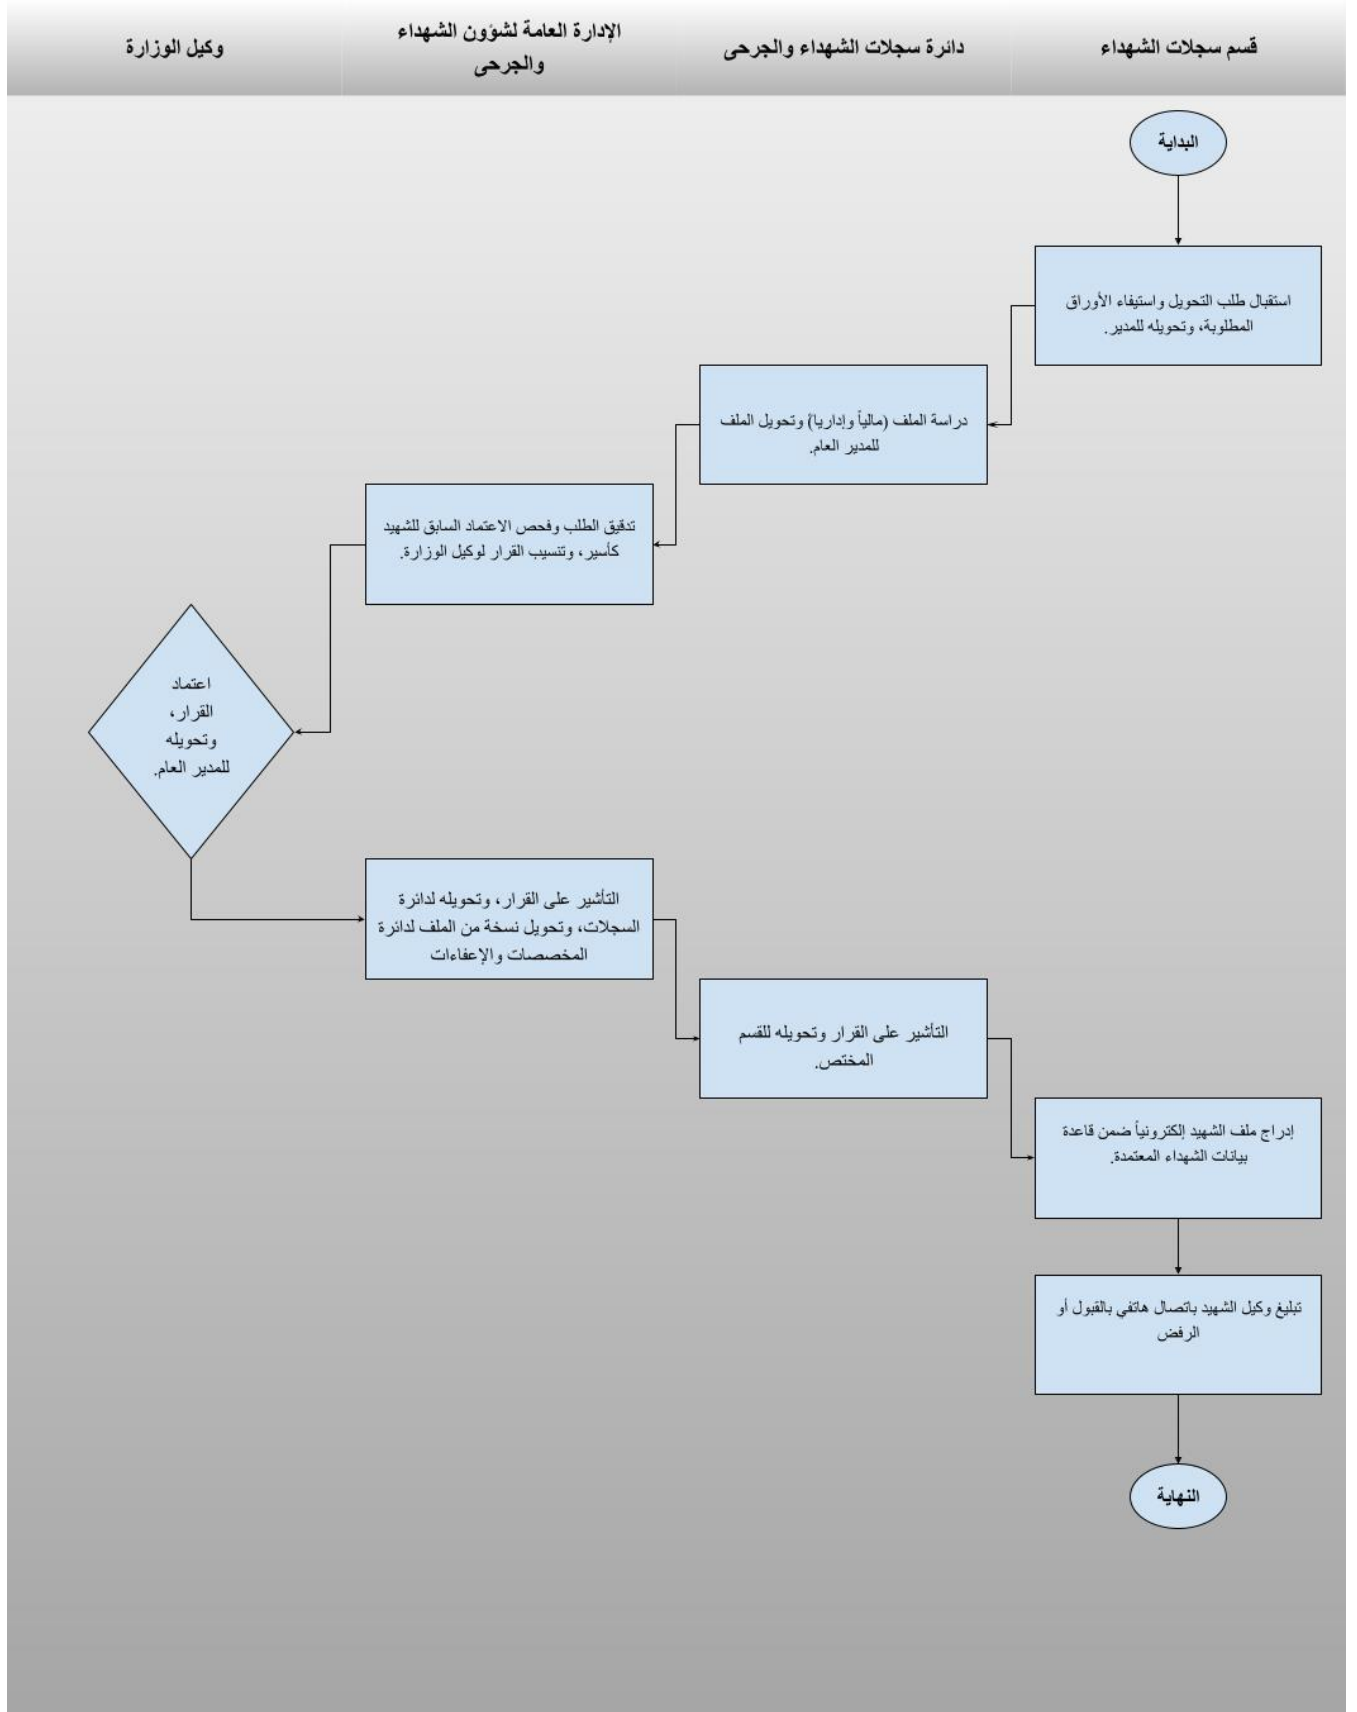 قسم سجلات الشهداء
دائرة سجلات الشهداء والجرحى
الإدارة العامة لشؤون الشهداء
والجرحى
وكيل الوزارة
البداية
استقبال طلب التحويل واستيفاء الأوراق
المطلوبة، وتحويله للمدير.
دراسة الملف (مالياً وإدارياً) وتحويل الملف
للمدير العام.
تدقيق الطلب وفحص الاعتماد السابق للشهيد
كأسير، وتنسيب القرار لوكيل الوزارة.
اعتماد
القرار،
وتحويله
للمدير العام.
التأشير على القرار، وتحويله لدائرة
السجلات، وتحويل نسخة من الملف لدائرة
المخصصات والإعفاءات
التأشير على القرار وتحويله للقسم
المختص.
إدراج ملف الشهيد إلكترونياً ضمن قاعدة
بيانات الشهداء المعتمدة.
تبليغ وكيل الشهيد باتصال هاتفي بالقبول أو
الرفض
النهاية